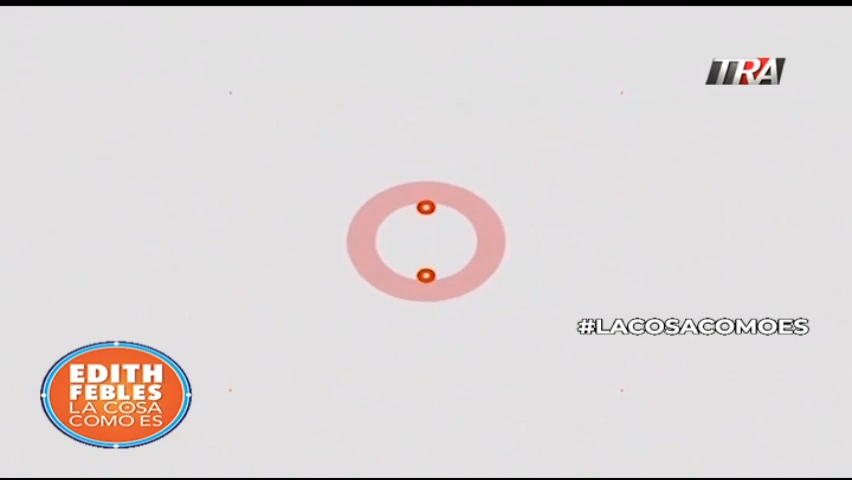 TRA
#LACOSACOMOES
EDITH
FEBLES
LA COSA
COMO ES